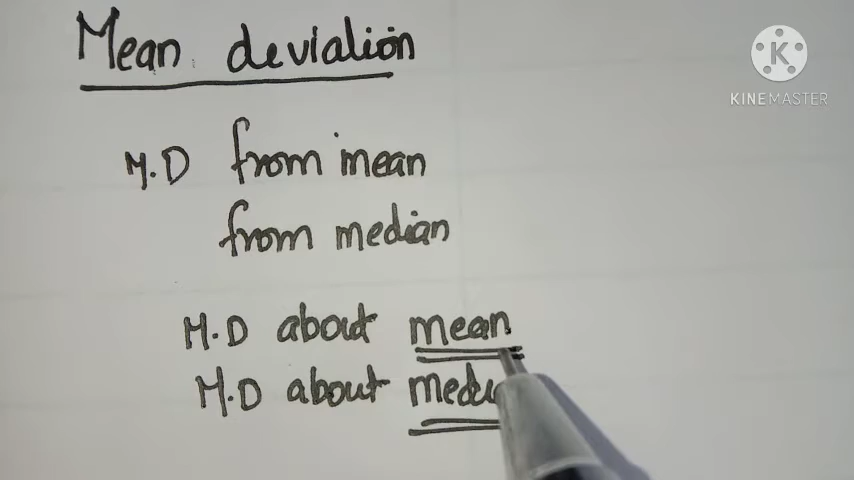 Mean deviation
K
KINEMASTER
M.D from mean
from median
M.D about mean
M.D about